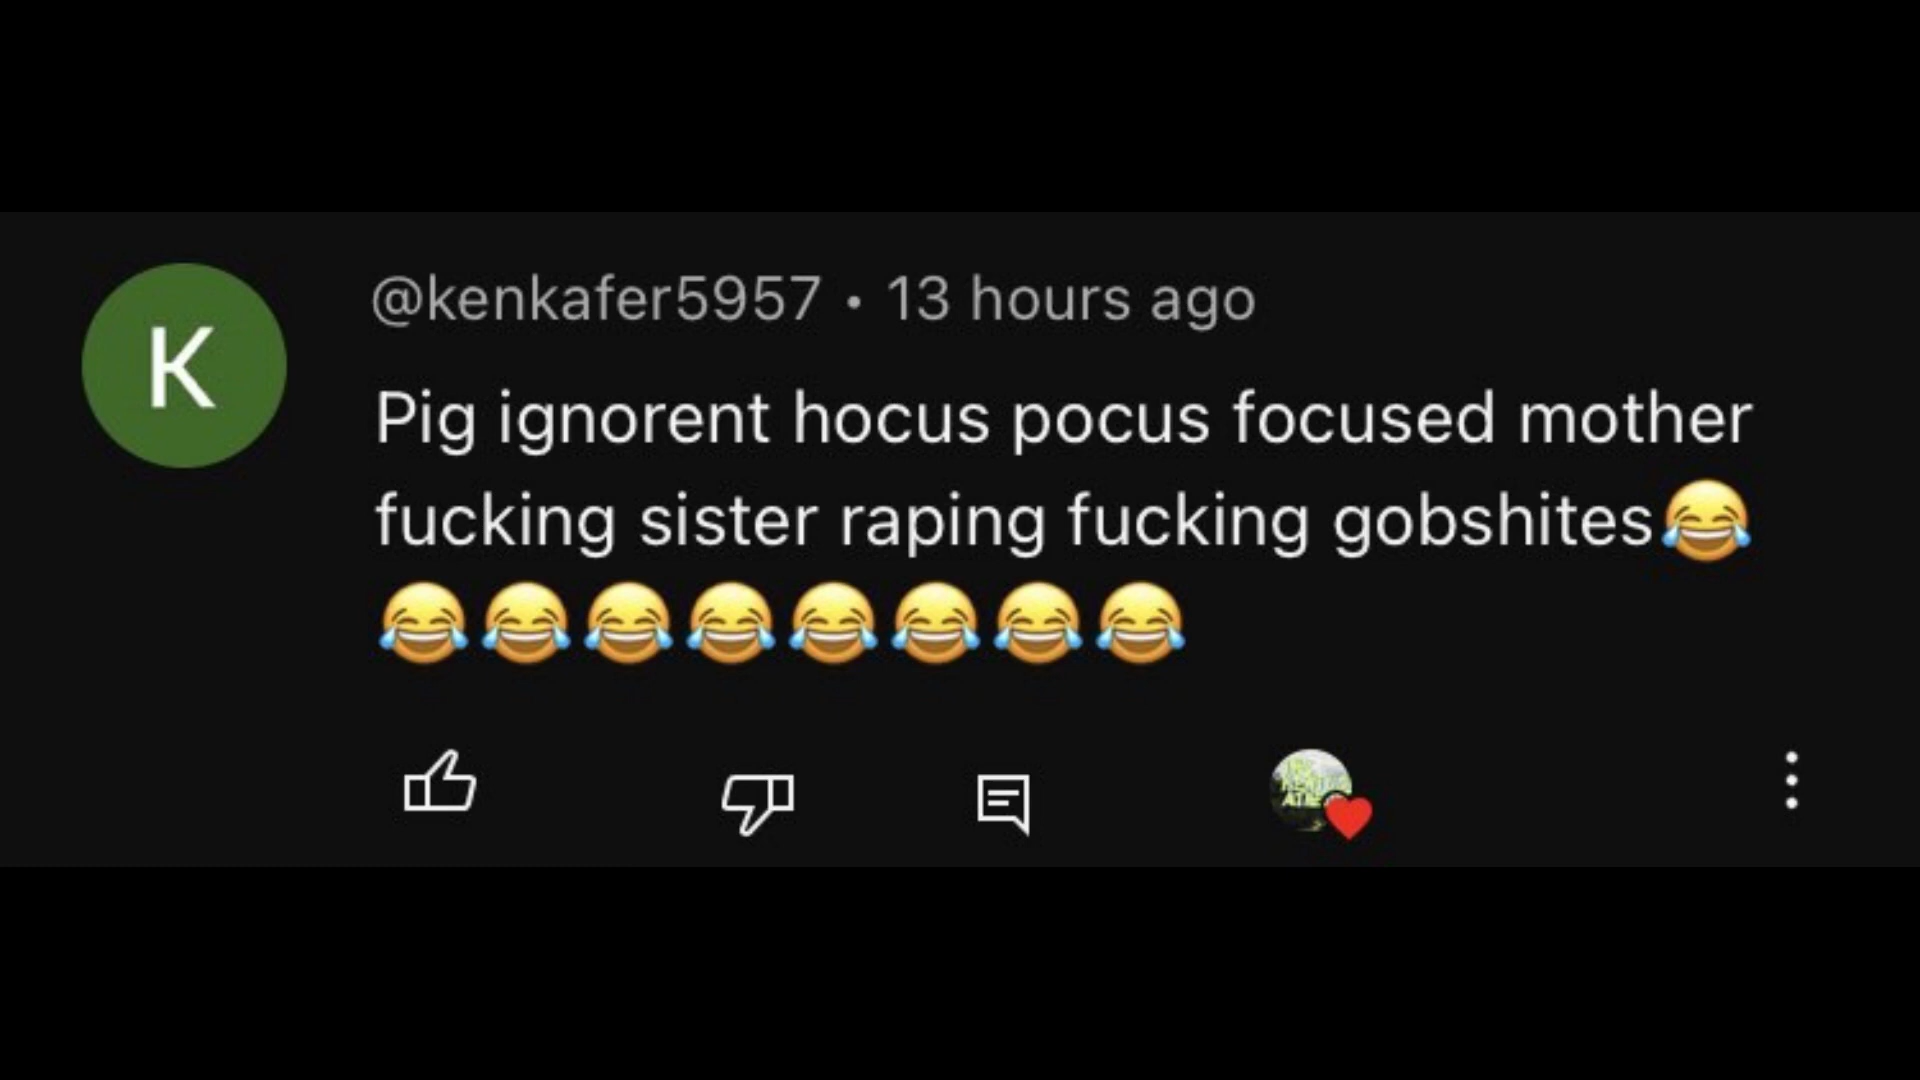 K
@kenkafer5957 • 13 hours ago
Pig ignorent hocus pocus focused mother
fucking sister raping fucking gobshites😂
😂😂😂😂😂😂😂😂